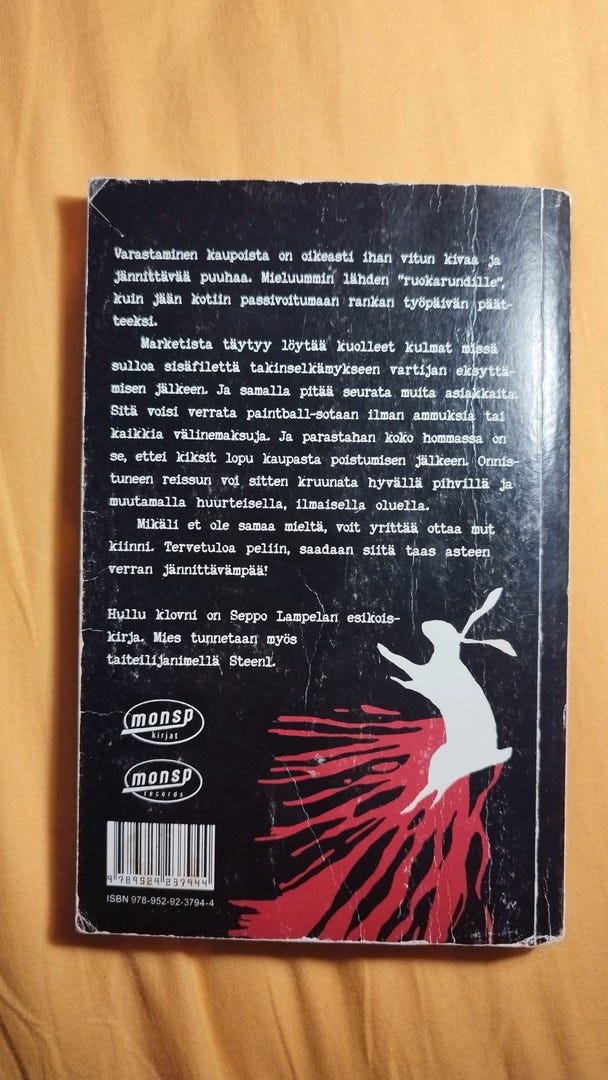 Varastaminen kaupoista on oikeasti ihan vitun kivaa ja
jännittävää puuhaa. Mieluummin lähden "ruokarundille",
kuin jään kotiin passivoitumaan rankan työpäivän päät-
teeksi.
Marketista täytyy löytää kuolleet kulmat missä
sulloa sisäfilettä takinselkämykseen vartijan eksyttä-
misen jälkeen. Ja samalla pitää seurata muita asiakkaita.
Sitä voisi verrata paintball-sotaan ilman ammuksia tai
kaikkia välinemaksuja. Ja parastahan koko hommassa on
se, ettei kiksit lopu kaupasta poistumisen jälkeen. Onnis-
tuneen reissun voi sitten kruunata hyvällä pihvillä ja
muutamalla huurteisella, ilmaisella oluella.
Mikäli et ole samaa mieltä, voit yrittää ottaa mut
kiinni. Tervetuloa peliin, saadaan siitä taas asteen
verran jännittävämpää!
Hullu klovni on Seppo Lampelan esikois-
kirja. Mies tunnetaan myös
taiteilijanimellä Steen1.
monsp
kirjat
monsp
records
9 789529 237944
ISBN 978-952-92-3794-4